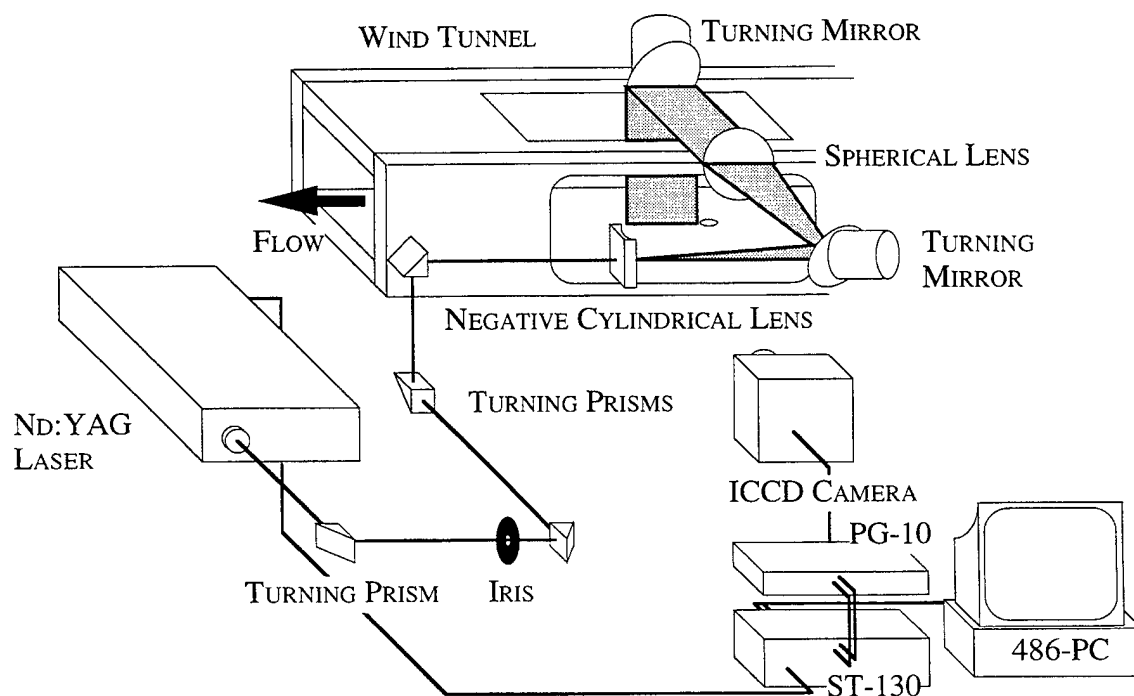 WIND TUNNEL
TURNING MIRROR
SPHERICAL LENS
FLOW
TURNING
MIRROR
NEGATIVE CYLINDRICAL LENS
TURNING PRISMS
ND:YAG
LASER
ICCD CAMERA
PG-10
TURNING PRISM
IRIS
486-PC
ST-130